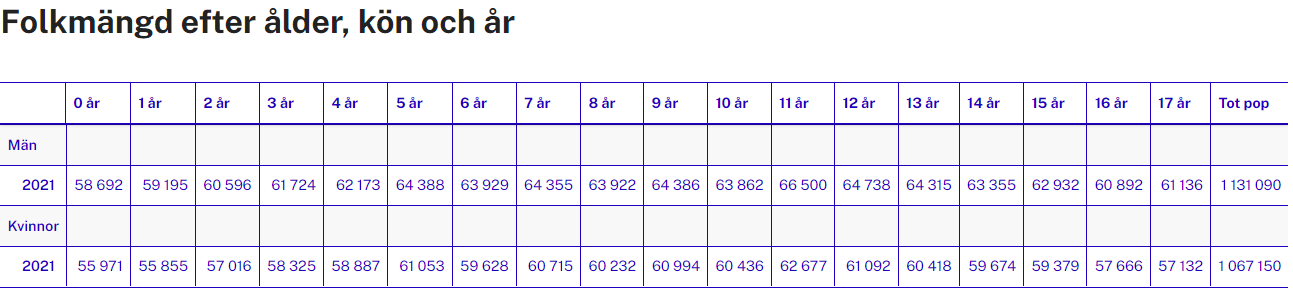 Folkmängd efter ålder, kön och år
0 år 1 år 2 år 3 år 4 år 5 år 6 år 7 år 8 år 9 år 10 år 11 år 12 år 13 år 14 år 15 år 16 år 17 år Tot pop
Män
2021 58 692 59 195 60 596 61 724 62 173 64 388 63 929 64 355 63 922 64 386 63 862 66 500 64 738 64 315 63 355 62 932 60 892 61 136 1 131 090
Kvinnor
2021 55 971 55 855 57 016 58 325 58 887 61 053 59 628 60 715 60 232 60 994 60 436 62 677 61 092 60 418 59 674 59 379 57 666 57 132 1 067 150